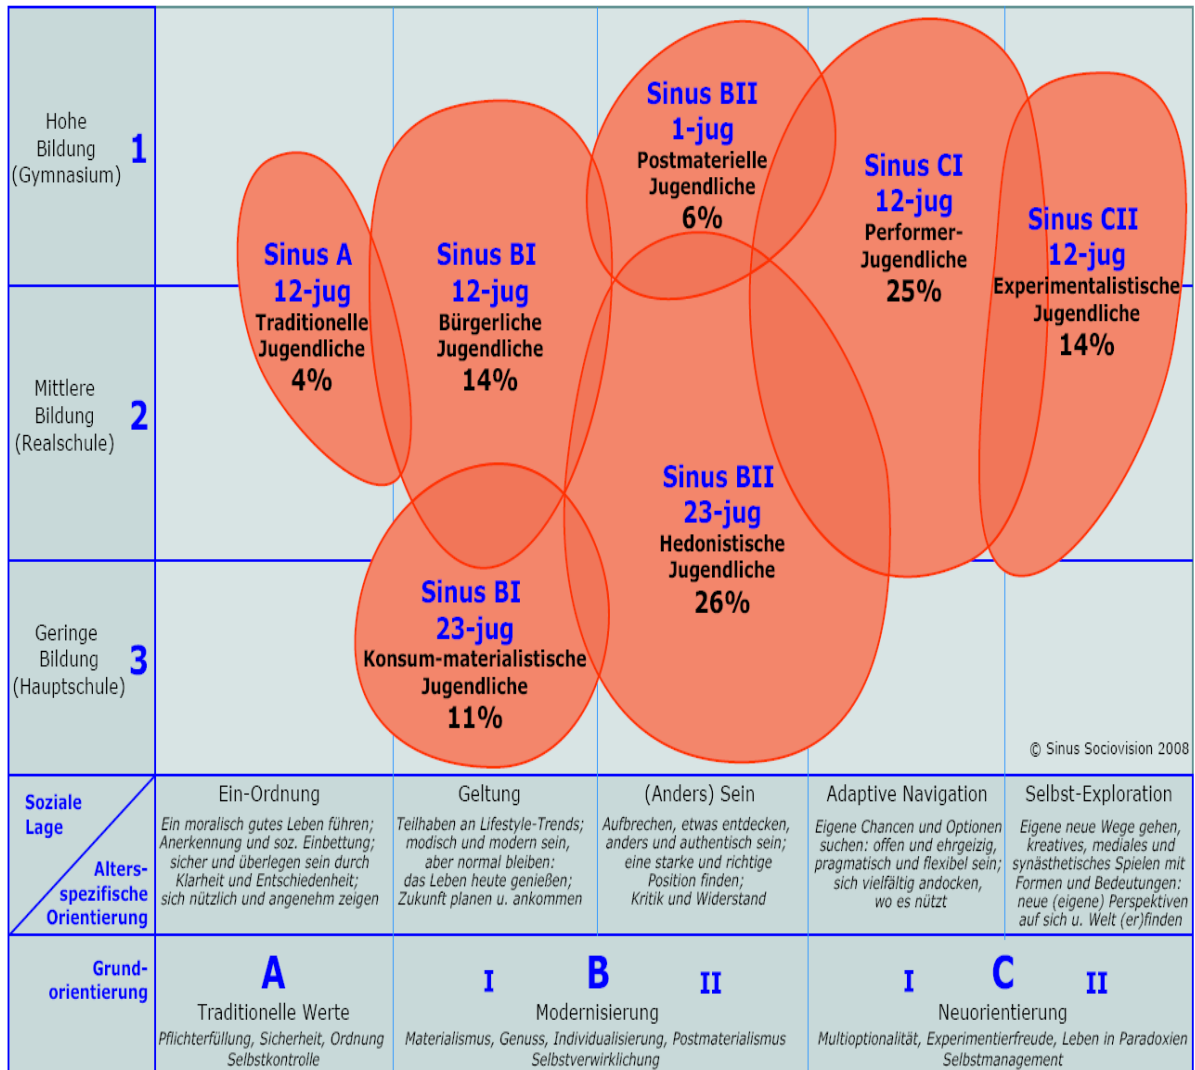 Hohe
Bildung
(Gymnasium)
1
Mittlere
Bildung
(Realschule)
2
Geringe
Bildung
(Hauptschule)
3
Sinus A
12-jug
Traditionelle
Jugendliche
4%
Sinus BI
12-jug
Bürgerliche
Jugendliche
14%
Sinus BII
1-jug
Postmaterielle
Jugendliche
6%
Sinus CI
12-jug
Performer-
Jugendliche
25%
Sinus CII
12-jug
Experimentalistische
Jugendliche
14%
Sinus BI
23-jug
Konsum-materialistische
Jugendliche
11%
Sinus BII
23-jug
Hedonistische
Jugendliche
26%
© Sinus Sociovision 2008
Soziale
Lage
Alters-
spezifische
Orientierung
Ein-Ordnung
Ein moralisch gutes Leben führen;
Anerkennung und soz. Einbettung;
sicher und überlegen sein durch
Klarheit und Entschiedenheit;
sich nützlich und angenehm zeigen
Geltung
Teilhaben an Lifestyle-Trends;
modisch und modern sein,
aber normal bleiben:
das Leben heute genießen;
Zukunft planen u. ankommen
(Anders) Sein
Aufbrechen, etwas entdecken,
anders und authentisch sein;
eine starke und richtige
Position finden;
Kritik und Widerstand
Adaptive Navigation
Eigene Chancen und Optionen
suchen: offen und ehrgeizig,
pragmatisch und flexibel sein;
sich vielfältig andocken,
wo es nützt
Selbst-Exploration
Eigene neue Wege gehen,
kreatives, mediales und
synästhetisches Spielen mit
Formen und Bedeutungen:
neue (eigene) Perspektiven
auf sich u. Welt (er)finden
Grund-
orientierung
A
Traditionelle Werte
Pflichterfüllung, Sicherheit, Ordnung
Selbstkontrolle
I B II
Modernisierung
Materialismus, Genuss, Individualisierung, Postmaterialismus
Selbstverwirklichung
I C II
Neuorientierung
Multioptionalität, Experimentierfreude, Leben in Paradoxien
Selbstmanagement